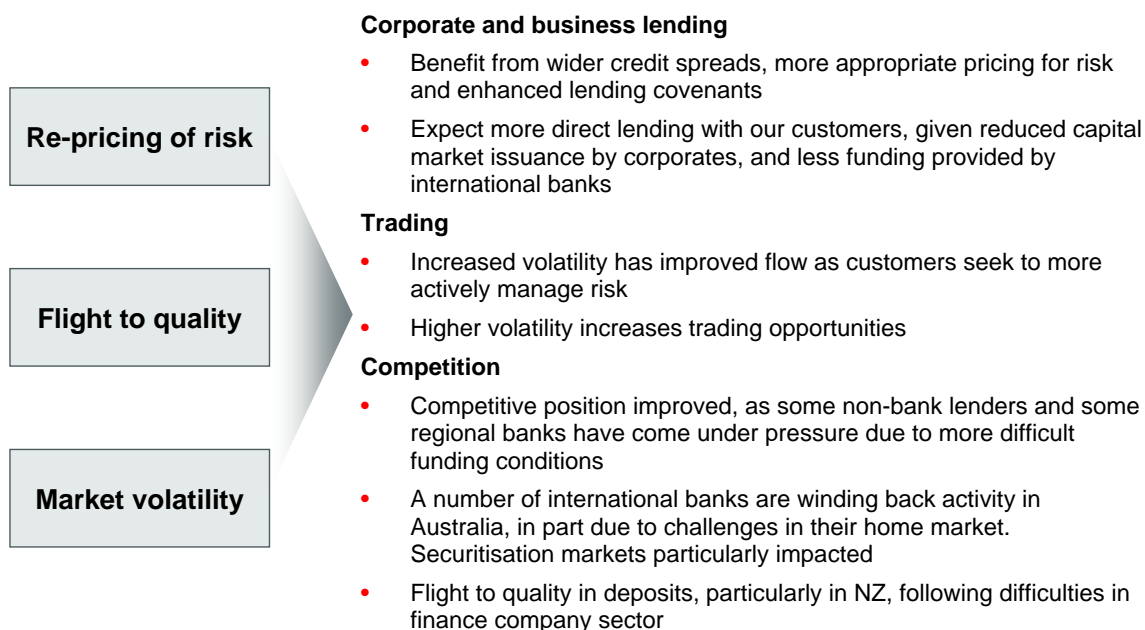 Re-pricing of risk
Flight to quality
Market volatility
Corporate and business lending
• Benefit from wider credit spreads, more appropriate pricing for risk
and enhanced lending covenants
• Expect more direct lending with our customers, given reduced capital
market issuance by corporates, and less funding provided by
international banks
Trading
• Increased volatility has improved flow as customers seek to more
actively manage risk
• Higher volatility increases trading opportunities
Competition
• Competitive position improved, as some non-bank lenders and some
regional banks have come under pressure due to more difficult
funding conditions
• A number of international banks are winding back activity in
Australia, in part due to challenges in their home market.
Securitisation markets particularly impacted
• Flight to quality in deposits, particularly in NZ, following difficulties in
finance company sector